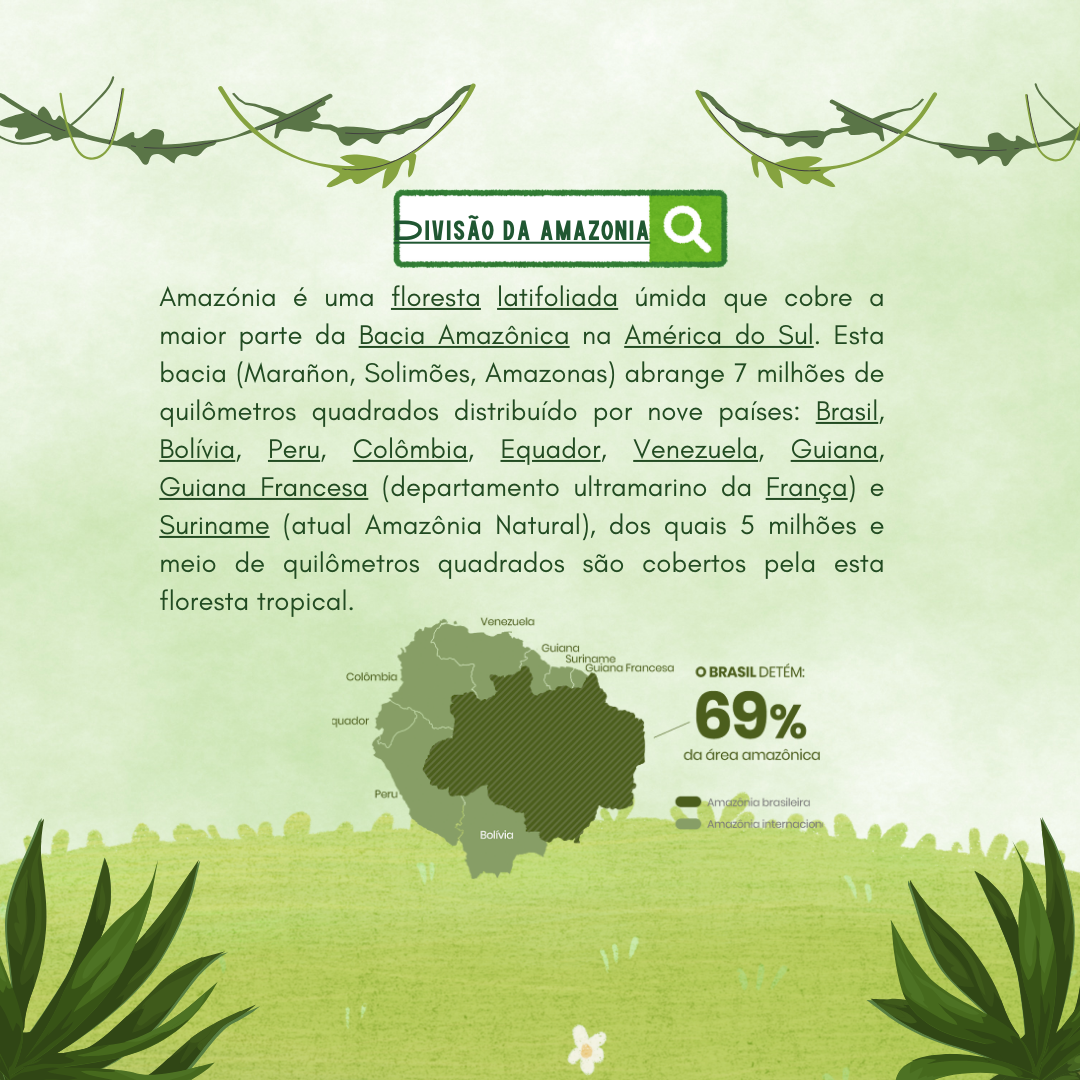 DIVISÃO DA AMAZONIA
Amazónia é uma floresta latifoliada úmida que cobre a
maior parte da Bacia Amazônica na América do Sul. Esta
bacia (Marañon, Solimões, Amazonas) abrange 7 milhões de
quilômetros quadrados distribuído por nove países: Brasil,
Bolívia, Peru, Colômbia, Equador, Venezuela, Guiana,
Guiana Francesa (departamento ultramarino da França) e
Suriname (atual Amazônia Natural), dos quais 5 milhões e
meio de quilômetros quadrados são cobertos pela esta
floresta tropical.
Venezuela
Guiana
Suriname
Guiana Francesa
Colômbia
quador
Peru
Bolívia
O BRASIL DETÉM:
69%
da área amazônica
Amazônia brasileira
Amazônia internacion